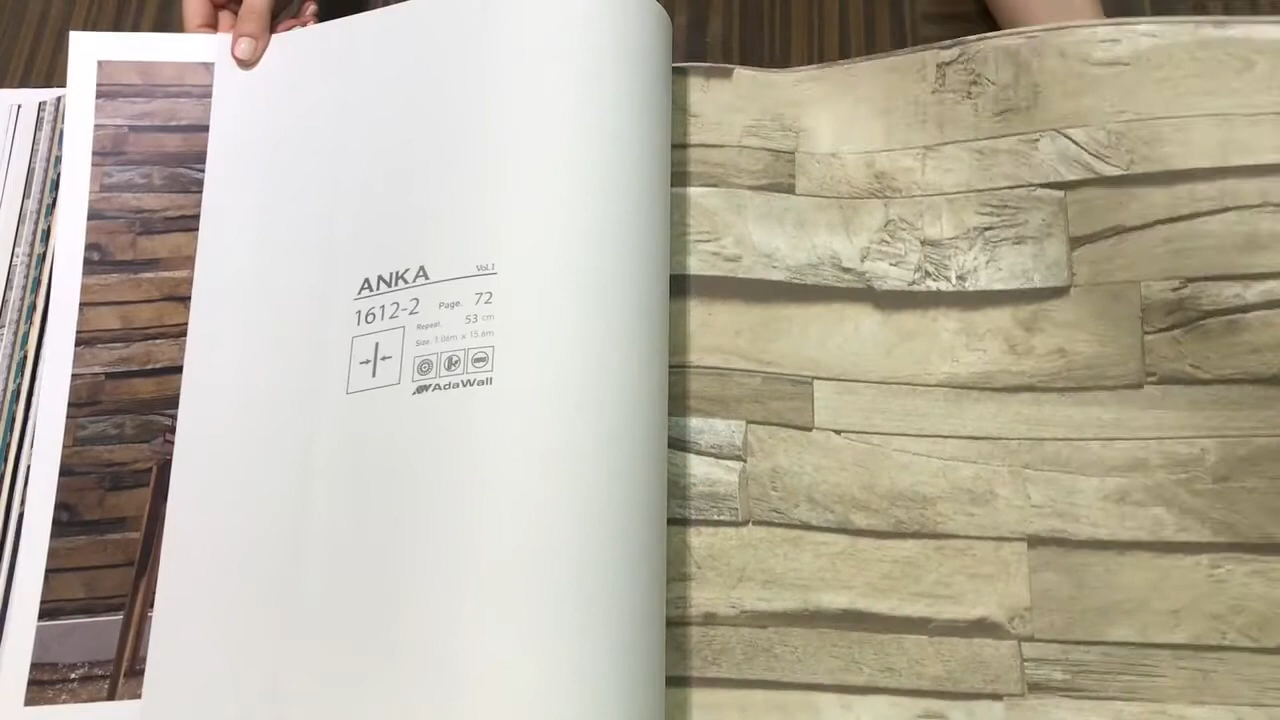 ANKA Vol.1
1612-2 Page. 72
Repeat. 53 cm
Size. 1.06m x 15.6m
AdaWall